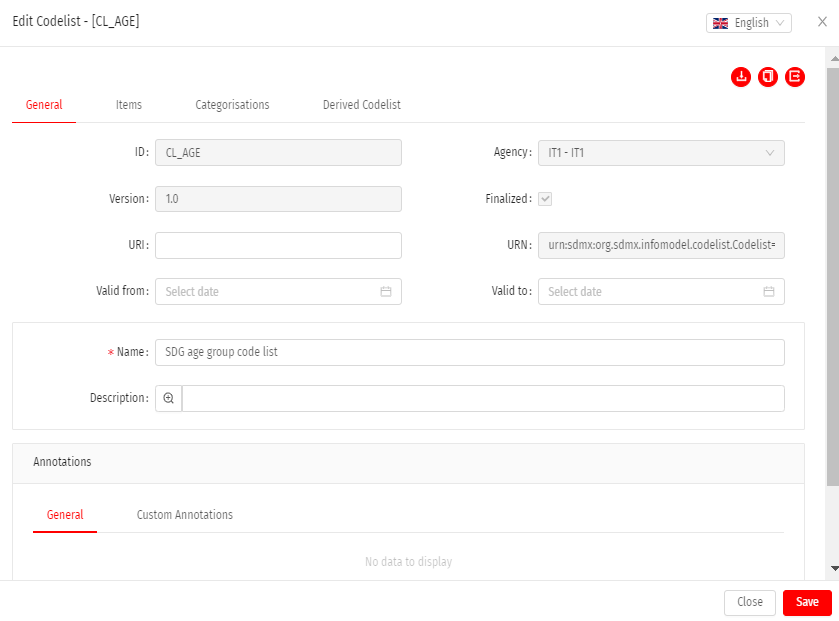 Edit Codelist - [CL_AGE]
English
General Items Categorisations Derived Codelist
ID: CL_AGE Agency: IT1 - IT1
Version: 1.0 Finalized:
URI: URN: urn:sdmx:org.sdmx.infomodel.codelist.Codelist=
Valid from: Select date Valid to: Select date
* Name: SDG age group code list
Description:
Annotations
General Custom Annotations
No data to display
Close Save